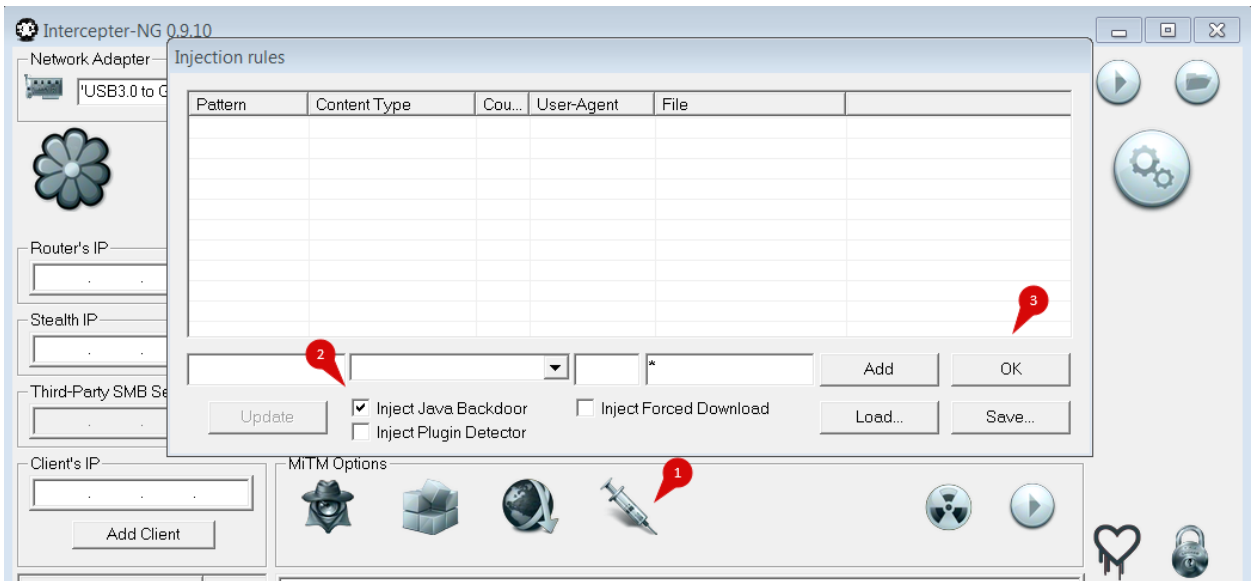 Intercepter-NG 0.9.10
Network Adapter
Injection rules
'USB3.0 to G
Pattern Content Type Cou... User-Agent File
Router's IP
. .
Stealth IP
3
. .
2
*
Add OK
Third-Party SMB Se
. .
Update Inject Java Backdoor Inject Forced Download Load... Save...
Inject Plugin Detector
Client's IP MiTM Options
1
. . .
Add Client